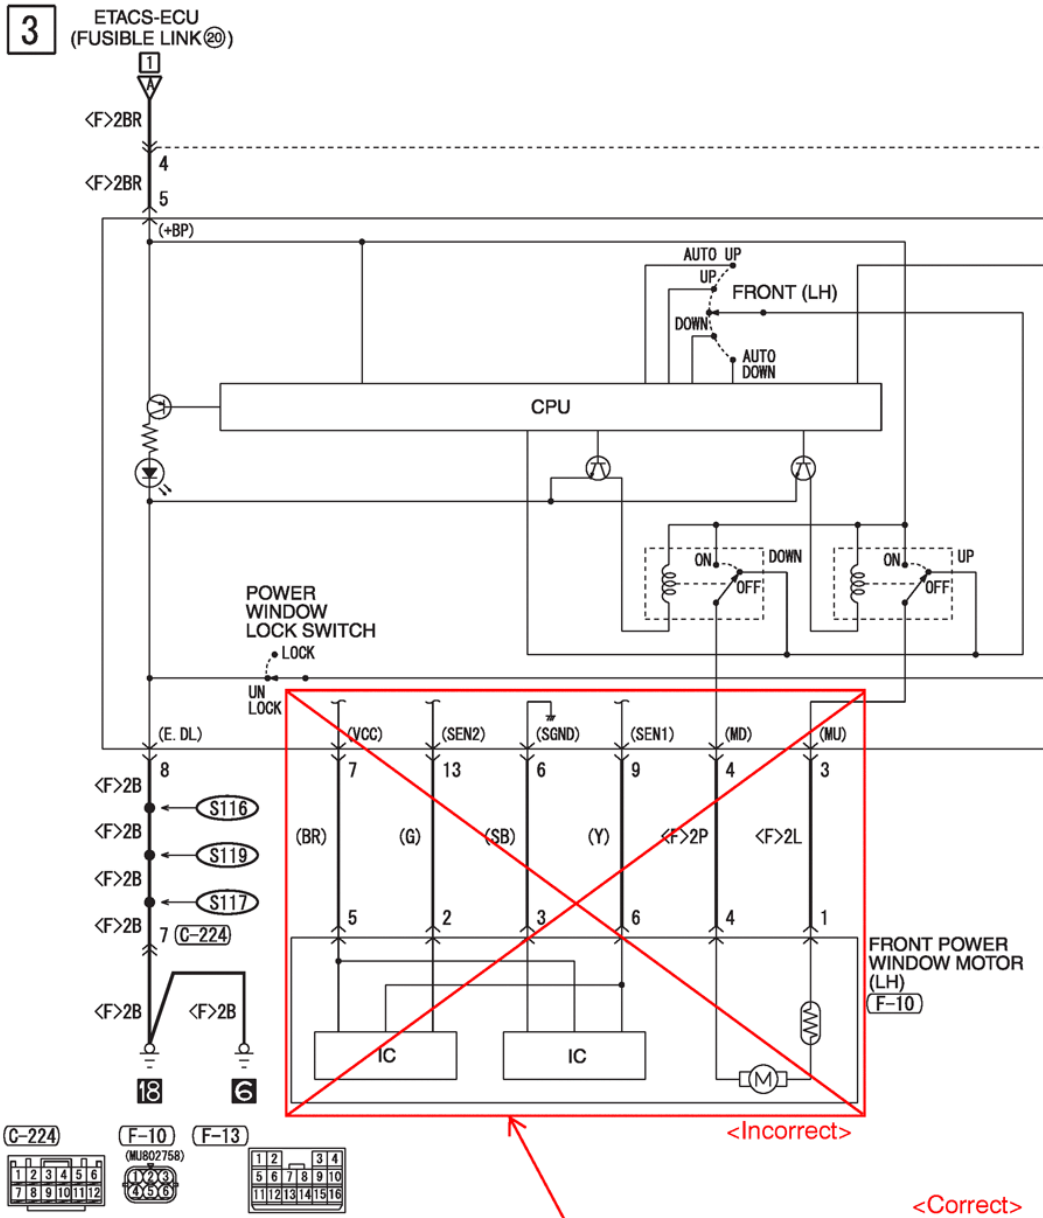 3
ETACS-ECU
(FUSIBLE LINK⑳)
1
A
<F>2BR
4
<F>2BR
5
(+BP)
AUTO UP
UP
FRONT (LH)
DOWN
AUTO
DOWN
CPU
ON
OFF
DOWN
ON
OFF
UP
POWER
WINDOW
LOCK SWITCH
LOCK
UN
LOCK
(E. DL)
(VCC)
(SEN2)
(SGND)
(SEN1)
(MD)
(MU)
8
7
13
6
9
4
3
<F>2B
S116
<F>2B
(BR)
(G)
(SB)
(Y)
<F>2P
<F>2L
S119
<F>2B
S117
<F>2B
7 (C-224)
5
2
3
6
4
1
FRONT POWER
WINDOW MOTOR
(LH)
F-10
<F>2B
<F>2B
IC
IC
M
18
6
<Incorrect>
C-224
F-10
F-13
(MU802758)
1 2 3 4 5 6
7 8 9 10 11 12
1 2 3
4 5 6
1 2 3 4
5 6 7 8 9 10
11 12 13 14 15 16
<Correct>